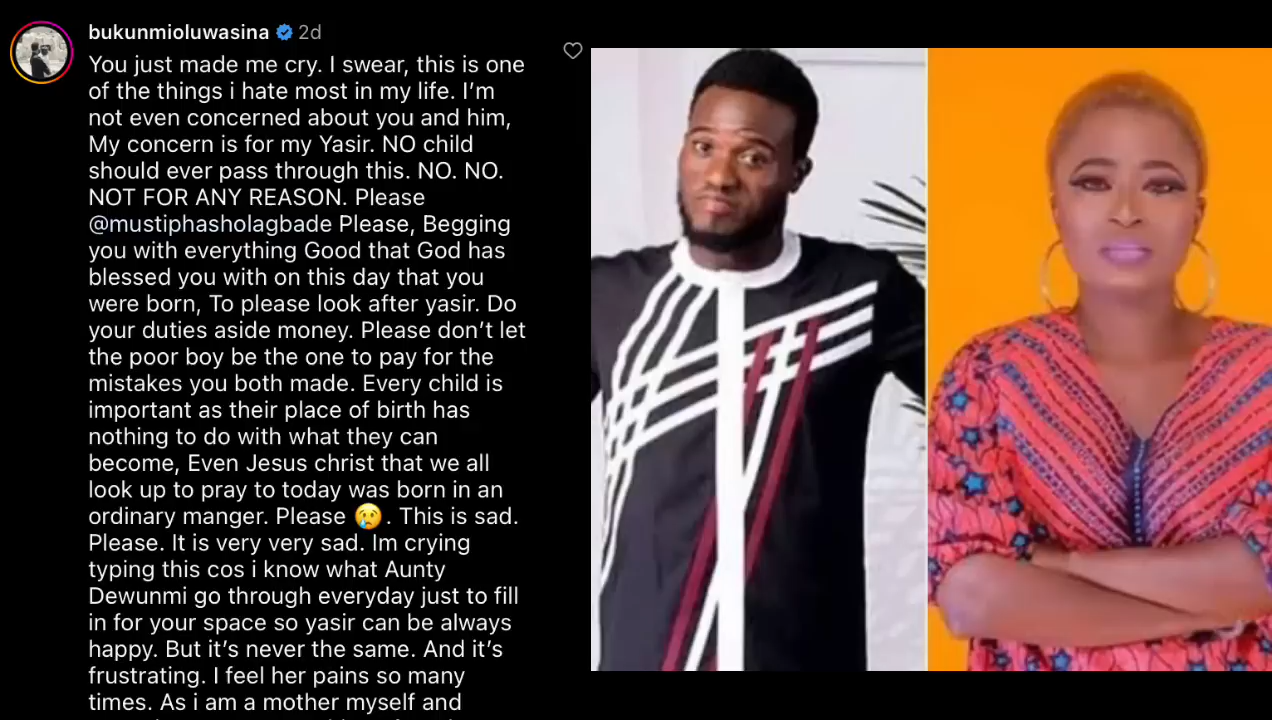 bukunmioluwasina 2d
You just made me cry. I swear, this is one
of the things i hate most in my life. I’m
not even concerned about you and him,
My concern is for my Yasir. NO child
should ever pass through this. NO. NO.
NOT FOR ANY REASON. Please
@mustiphasholagbade Please, Begging
you with everything Good that God has
blessed you with on this day that you
were born, To please look after yasir. Do
your duties aside money. Please don’t let
the poor boy be the one to pay for the
mistakes you both made. Every child is
important as their place of birth has
nothing to do with what they can
become, Even Jesus christ that we all
look up to pray to today was born in an
ordinary manger. Please 😢 . This is sad.
Please. It is very very sad. Im crying
typing this cos i know what Aunty
Dewunmi go through everyday just to fill
in for your space so yasir can be always
happy. But it’s never the same. And it’s
frustrating. I feel her pains so many
times. As i am a mother myself and